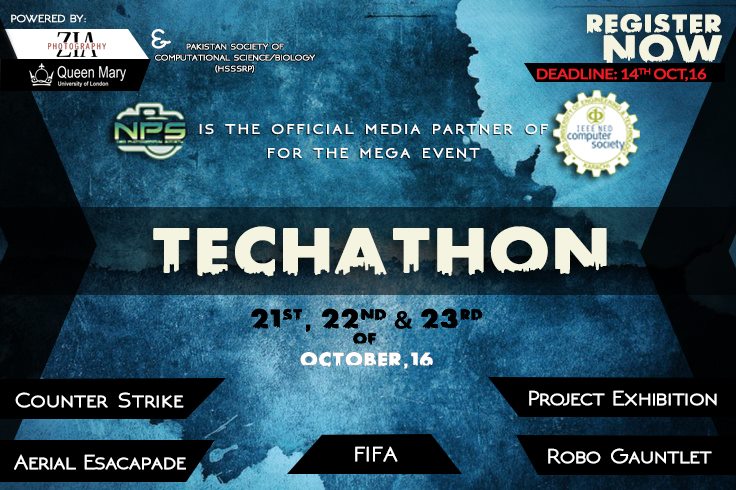 POWERED BY:
ZIA
PHOTOGRAPHY
Queen Mary
University of London
&
PAKISTAN SOCIETY OF
COMPUTATIONAL SCIENCE/BIOLOGY
(HSSSRP)
REGISTER
NOW
DEADLINE: 14TH OCT,16
NPS
IS THE OFFICIAL MEDIA PARTNER OF
FOR THE MEGA EVENT
IEEE NED
computer
society
KARACHI
TECHATHON
21ST, 22ND & 23RD
OF
OCTOBER,16
COUNTER STRIKE
PROJECT EXHIBITION
AERIAL ESACAPADE
FIFA
ROBO GAUNTLET